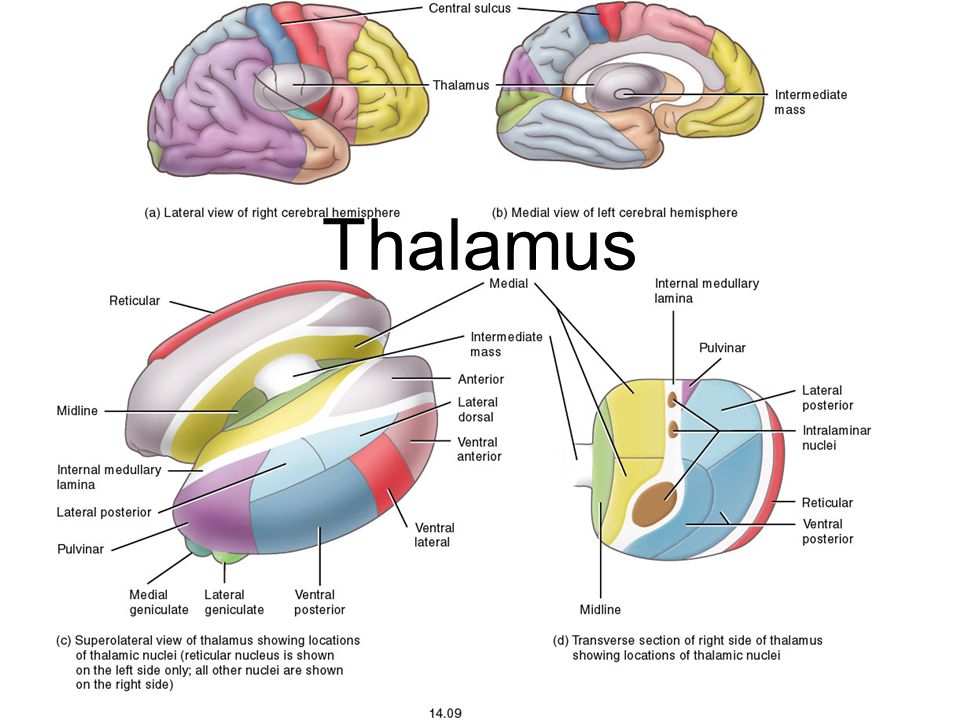 Central sulcus
Thalamus
Intermediate
mass
(a) Lateral view of right cerebral hemisphere
(b) Medial view of left cerebral hemisphere
Thalamus
Reticular
Medial
Internal medullary
lamina
Intermediate
mass
Pulvinar
Anterior
Lateral
dorsal
Lateral
posterior
Midline
Ventral
anterior
Intralaminar
nuclei
Internal medullary
lamina
Lateral posterior
Reticular
Ventral
lateral
Ventral
posterior
Pulvinar
Medial
geniculate
Lateral
geniculate
Ventral
posterior
Midline
(c) Superolateral view of thalamus showing locations
of thalamic nuclei (reticular nucleus is shown
on the left side only; all other nuclei are shown
on the right side)
(d) Transverse section of right side of thalamus
showing locations of thalamic nuclei
14.09